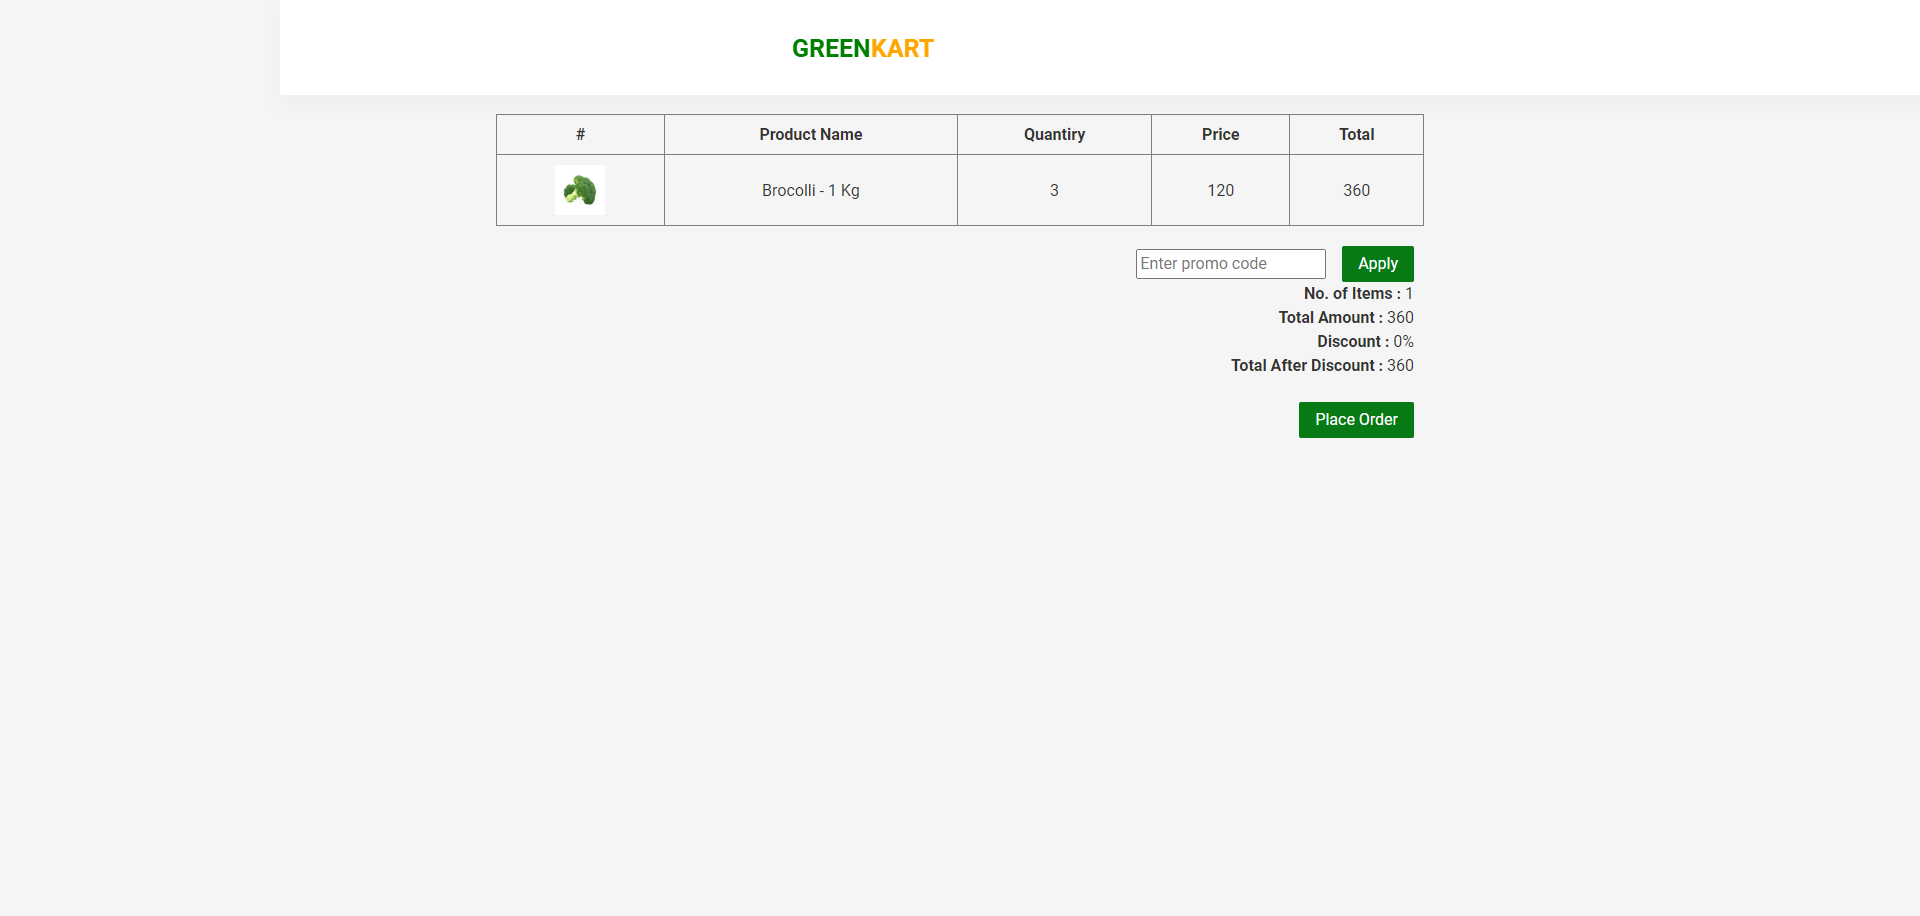 GREENKART
# Product Name Quantiry Price Total
Brocolli - 1 Kg 3 120 360
Enter promo code Apply
No. of Items : 1
Total Amount : 360
Discount : 0%
Total After Discount : 360
Place Order